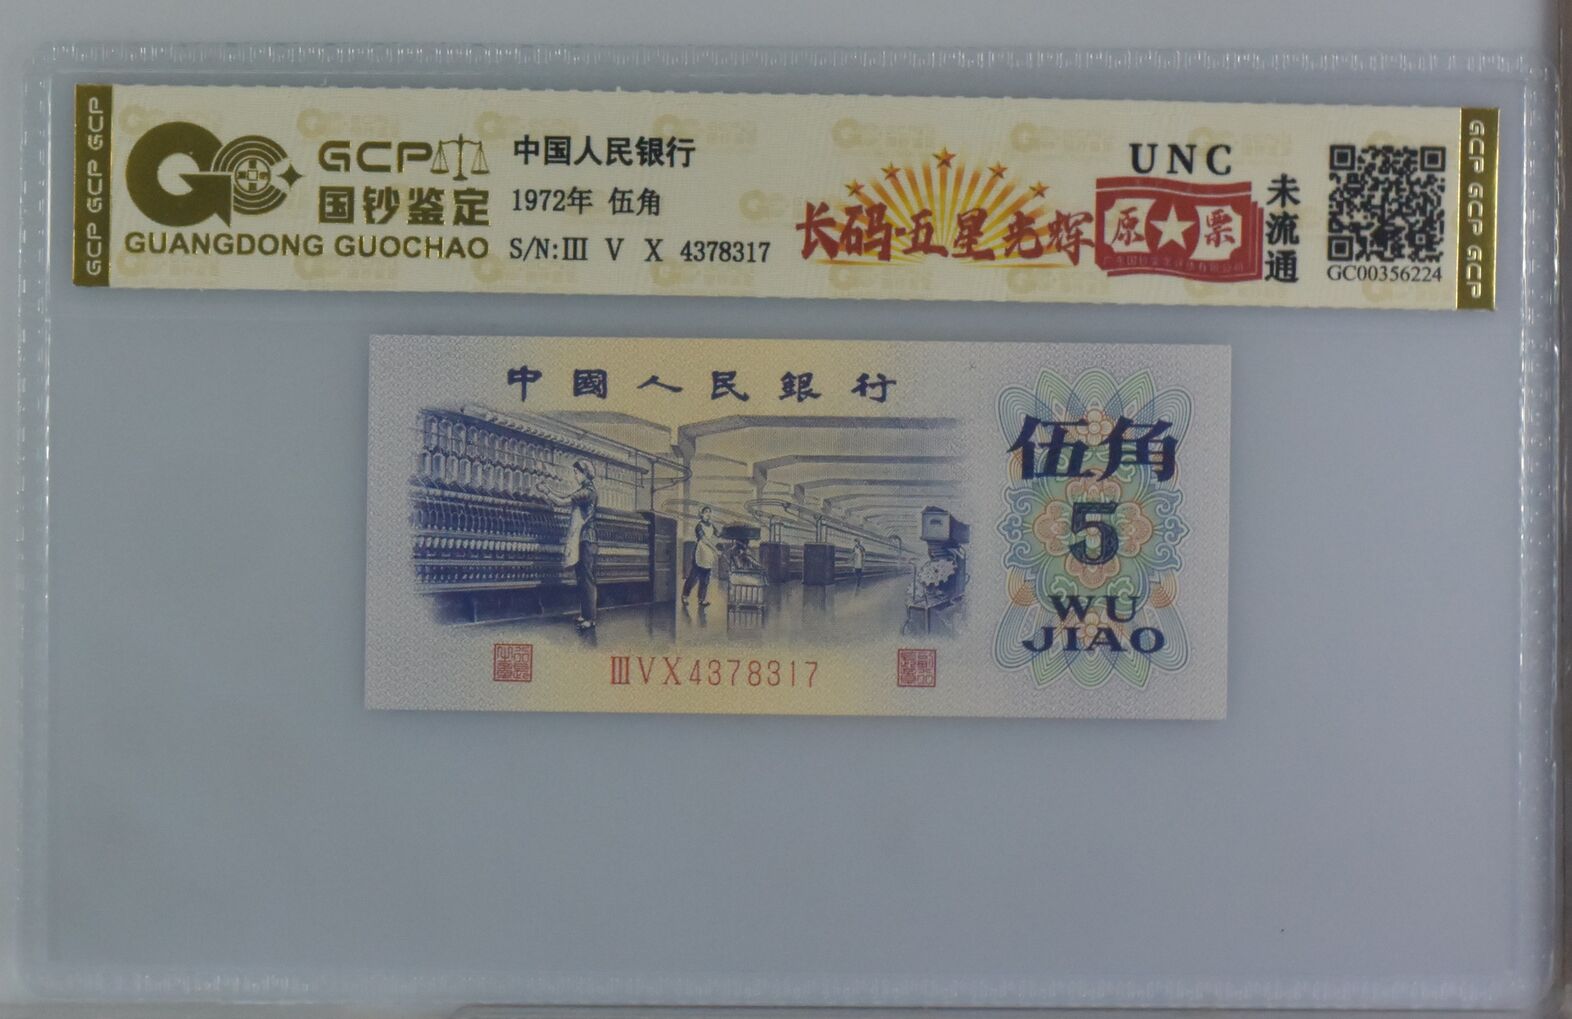 GCP GCP GCP
GCP
国钞鉴定
GUANGDONG GUOCHAO
中国人民银行
1972年 伍角
S/N:Ⅲ V X 4378317
长码·五星光辉
原★票
UNC
未流通
GC00356224
GCP GCP GCP
中國人民銀行
伍角
5
WU
JIAO
ⅢVX4378317